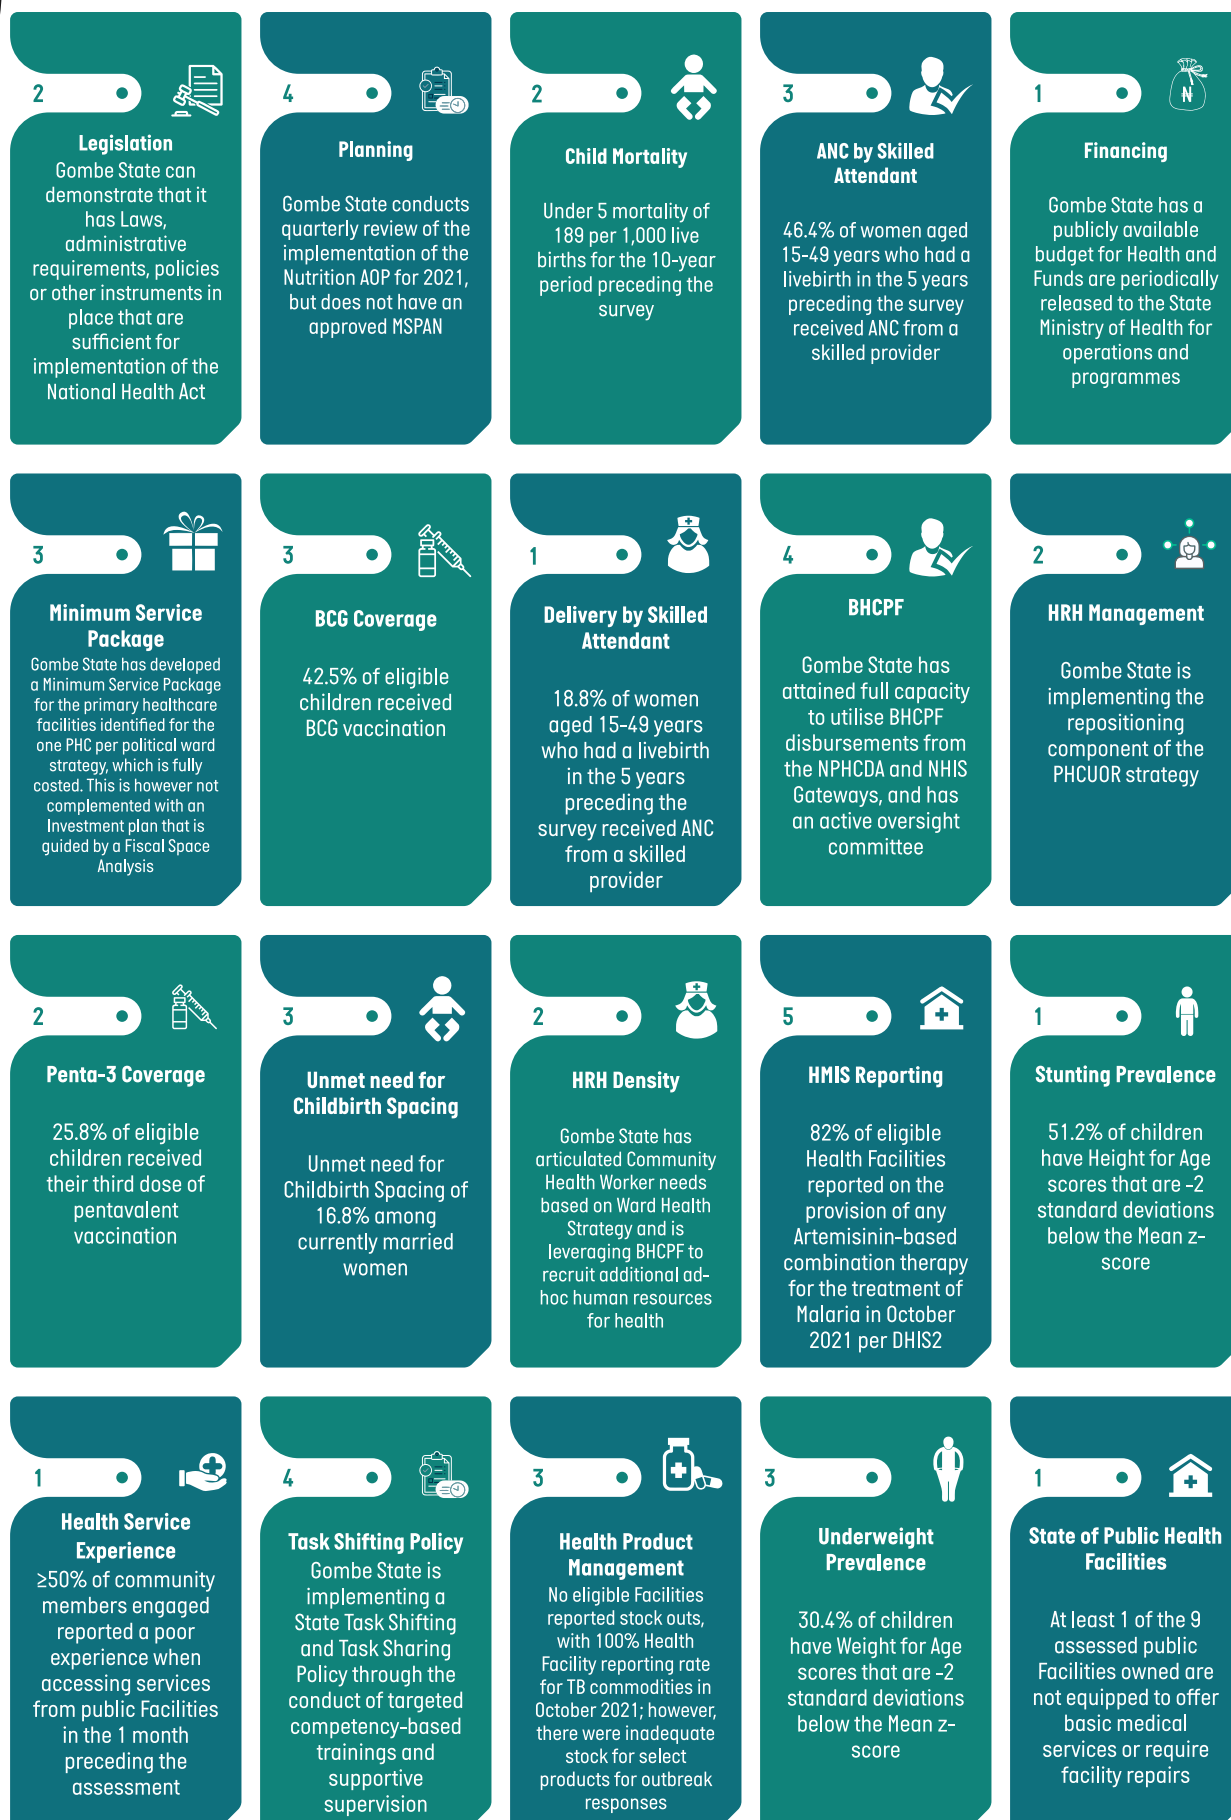 2
Legislation
Gombe State can
demonstrate that it
has Laws,
administrative
requirements, policies
or other instruments in
place that are
sufficient for
implementation of the
National Health Act
4
Planning
Gombe State conducts
quarterly review of the
implementation of the
Nutrition AOP for 2021,
but does not have an
approved MSPAN
2
Child Mortality
Under 5 mortality of
189 per 1,000 live
births for the 10-year
period preceding the
survey
3
ANC by Skilled
Attendant
46.4% of women aged
15-49 years who had a
livebirth in the 5 years
preceding the survey
received ANC from a
skilled provider
1
₦
Financing
Gombe State has a
publicly available
budget for Health and
Funds are periodically
released to the State
Ministry of Health for
operations and
programmes
3
Minimum Service
Package
Gombe State has developed
a Minimum Service Package
for the primary healthcare
facilities identified for the
one PHC per political ward
strategy, which is fully
costed. This is however not
complemented with an
Investment plan that is
guided by a Fiscal Space
Analysis
3
BCG Coverage
42.5% of eligible
children received
BCG vaccination
1
Delivery by Skilled
Attendant
18.8% of women
aged 15-49 years
who had a livebirth
in the 5 years
preceding the
survey received ANC
from a skilled
provider
4
BHCPF
Gombe State has
attained full capacity
to utilise BHCPF
disbursements from
the NPHCDA and NHIS
Gateways, and has
an active oversight
committee
2
HRH Management
Gombe State is
implementing the
repositioning
component of the
PHCUOR strategy
2
Penta-3 Coverage
25.8% of eligible
children received
their third dose of
pentavalent
vaccination
3
Unmet need for
Childbirth Spacing
Unmet need for
Childbirth Spacing of
16.8% among
currently married
women
2
HRH Density
Gombe State has
articulated Community
Health Worker needs
based on Ward Health
Strategy and is
leveraging BHCPF to
recruit additional ad-
hoc human resources
for health
5
HMIS Reporting
82% of eligible
Health Facilities
reported on the
provision of any
Artemisinin-based
combination therapy
for the treatment of
Malaria in October
2021 per DHIS2
1
Stunting Prevalence
51.2% of children
have Height for Age
scores that are -2
standard deviations
below the Mean z-
score
1
Health Service
Experience
≥50% of community
members engaged
reported a poor
experience when
accessing services
from public Facilities
in the 1 month
preceding the
assessment
4
Task Shifting Policy
Gombe State is
implementing a
State Task Shifting
and Task Sharing
Policy through the
conduct of targeted
competency-based
trainings and
supportive
supervision
3
Health Product
Management
No eligible Facilities
reported stock outs,
with 100% Health
Facility reporting rate
for TB commodities in
October 2021; however,
there were inadequate
stock for select
products for outbreak
responses
3
Underweight
Prevalence
30.4% of children
have Weight for Age
scores that are -2
standard deviations
below the Mean z-
score
1
State of Public Health
Facilities
At least 1 of the 9
assessed public
Facilities owned are
not equipped to offer
basic medical
services or require
facility repairs